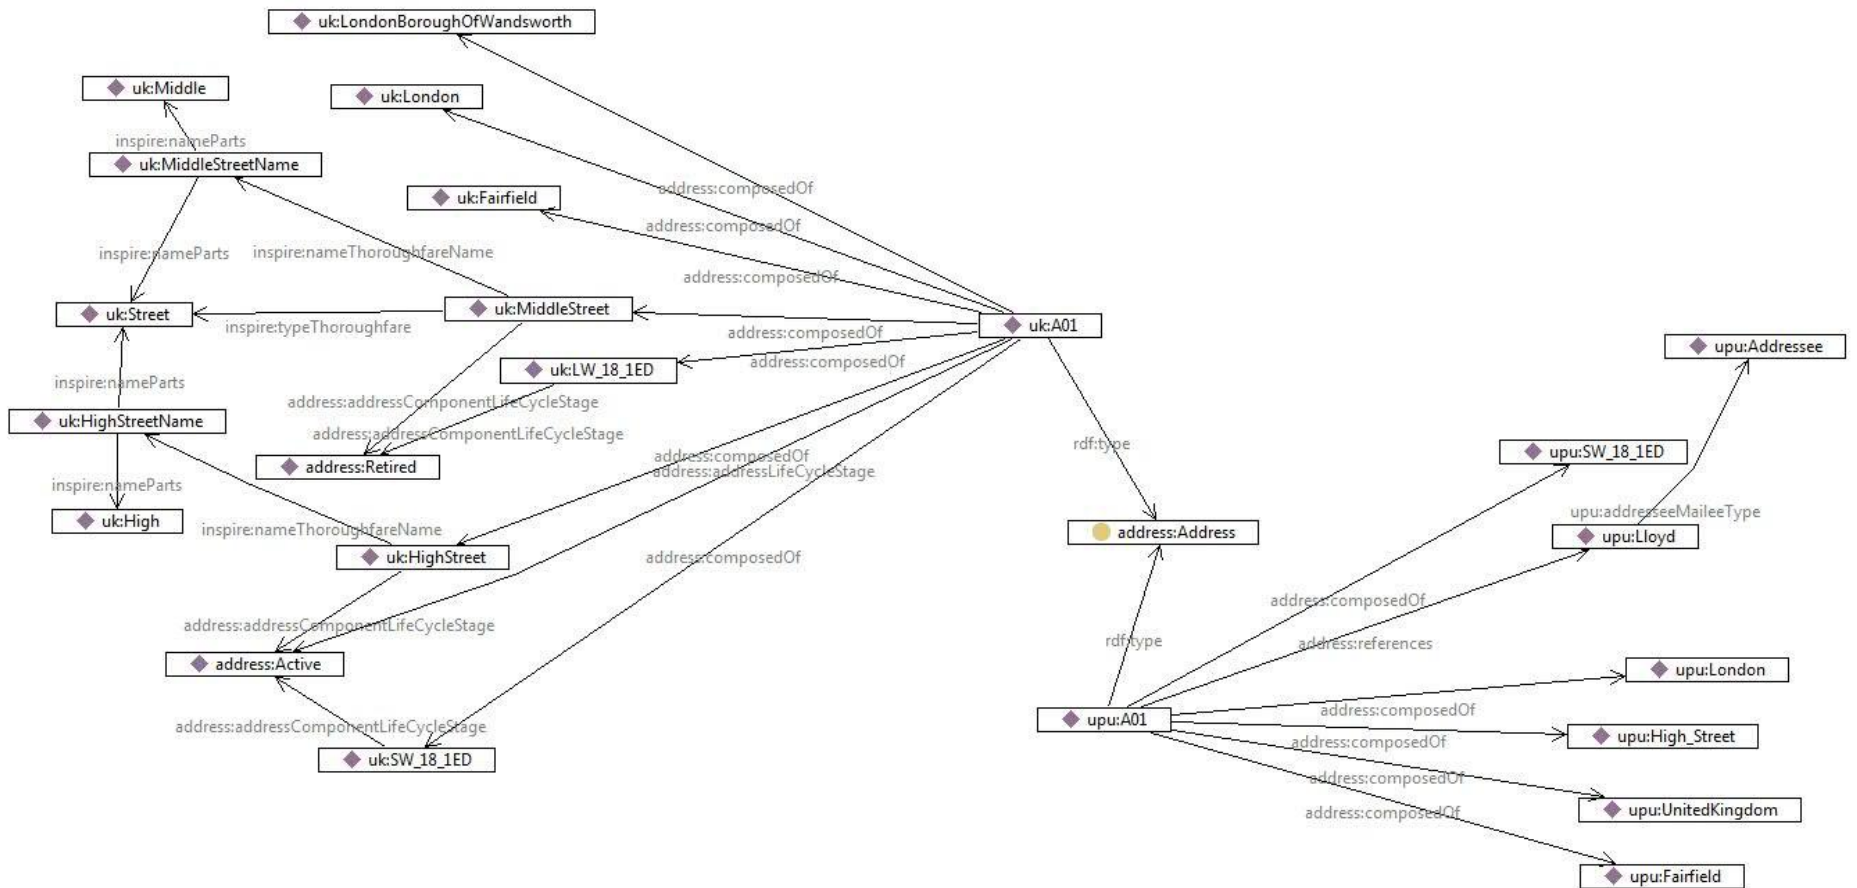 uk:LondonBoroughOfWandsworth
uk:Middle
uk:London
inspire:nameParts
uk:MiddleStreetName
address:composedOf
uk:Fairfield
address:composedOf
inspire:nameParts
inspire:nameThoroughfareName
address:composedOf
uk:MiddleStreet
uk:Street
inspire:typeThoroughfare
uk:A01
address:composedOf
upu:Addressee
address:composedOf
uk:LW_18_1ED
inspire:nameParts
address:addressComponentLifeCycleStage
uk:HighStreetName
address:addressComponentLifeCycleStage
rdf:type
upu:SW_18_1ED
address:composedOf
address:Retired
address:addressLifeCycleStage
inspire:nameParts
upu:addresseeMaileeType
uk:High
inspire:nameThoroughfareName
address:Address
upu:Lloyd
uk:HighStreet
address:composedOf
address:composedOf
address:addressComponentLifeCycleStage
rdf:type
address:references
address:Active
upu:London
address:composedOf
upu:A01
address:addressComponentLifeCycleStage
upu:High_Street
address:composedOf
uk:SW_18_1ED
address:composedOf
upu:UnitedKingdom
address:composedOf
upu:Fairfield